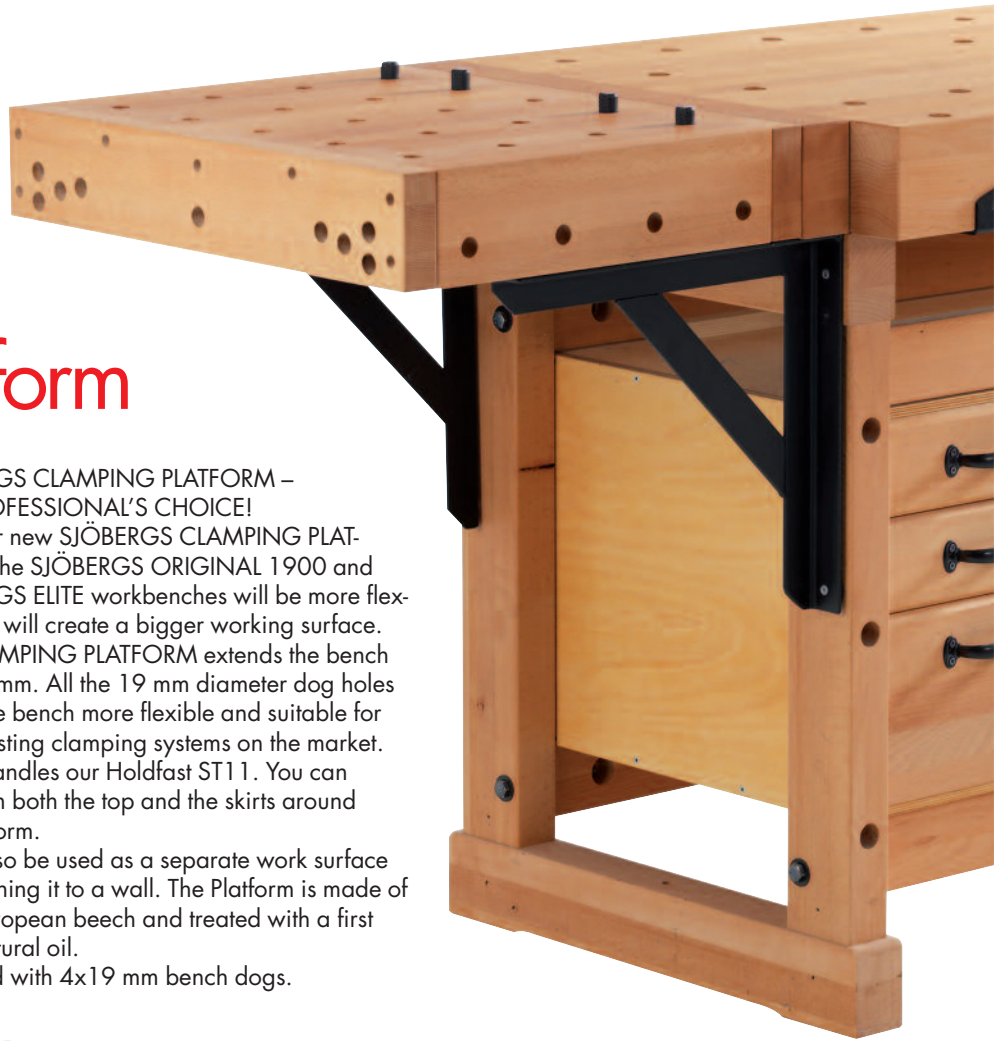 form
GS CLAMPING PLATFORM –
OFESSIONAL'S CHOICE!
new SJÖBERGS CLAMPING PLAT-
he SJÖBERGS ORIGINAL 1900 and
GS ELITE workbenches will be more flex-
will create a bigger working surface.
MPING PLATFORM extends the bench
mm. All the 19 mm diameter dog holes
e bench more flexible and suitable for
sting clamping systems on the market.
andles our Holdfast ST11. You can
n both the top and the skirts around
orm.
so be used as a separate work surface
ning it to a wall. The Platform is made of
ropean beech and treated with a first
tural oil.
d with 4x19 mm bench dogs.